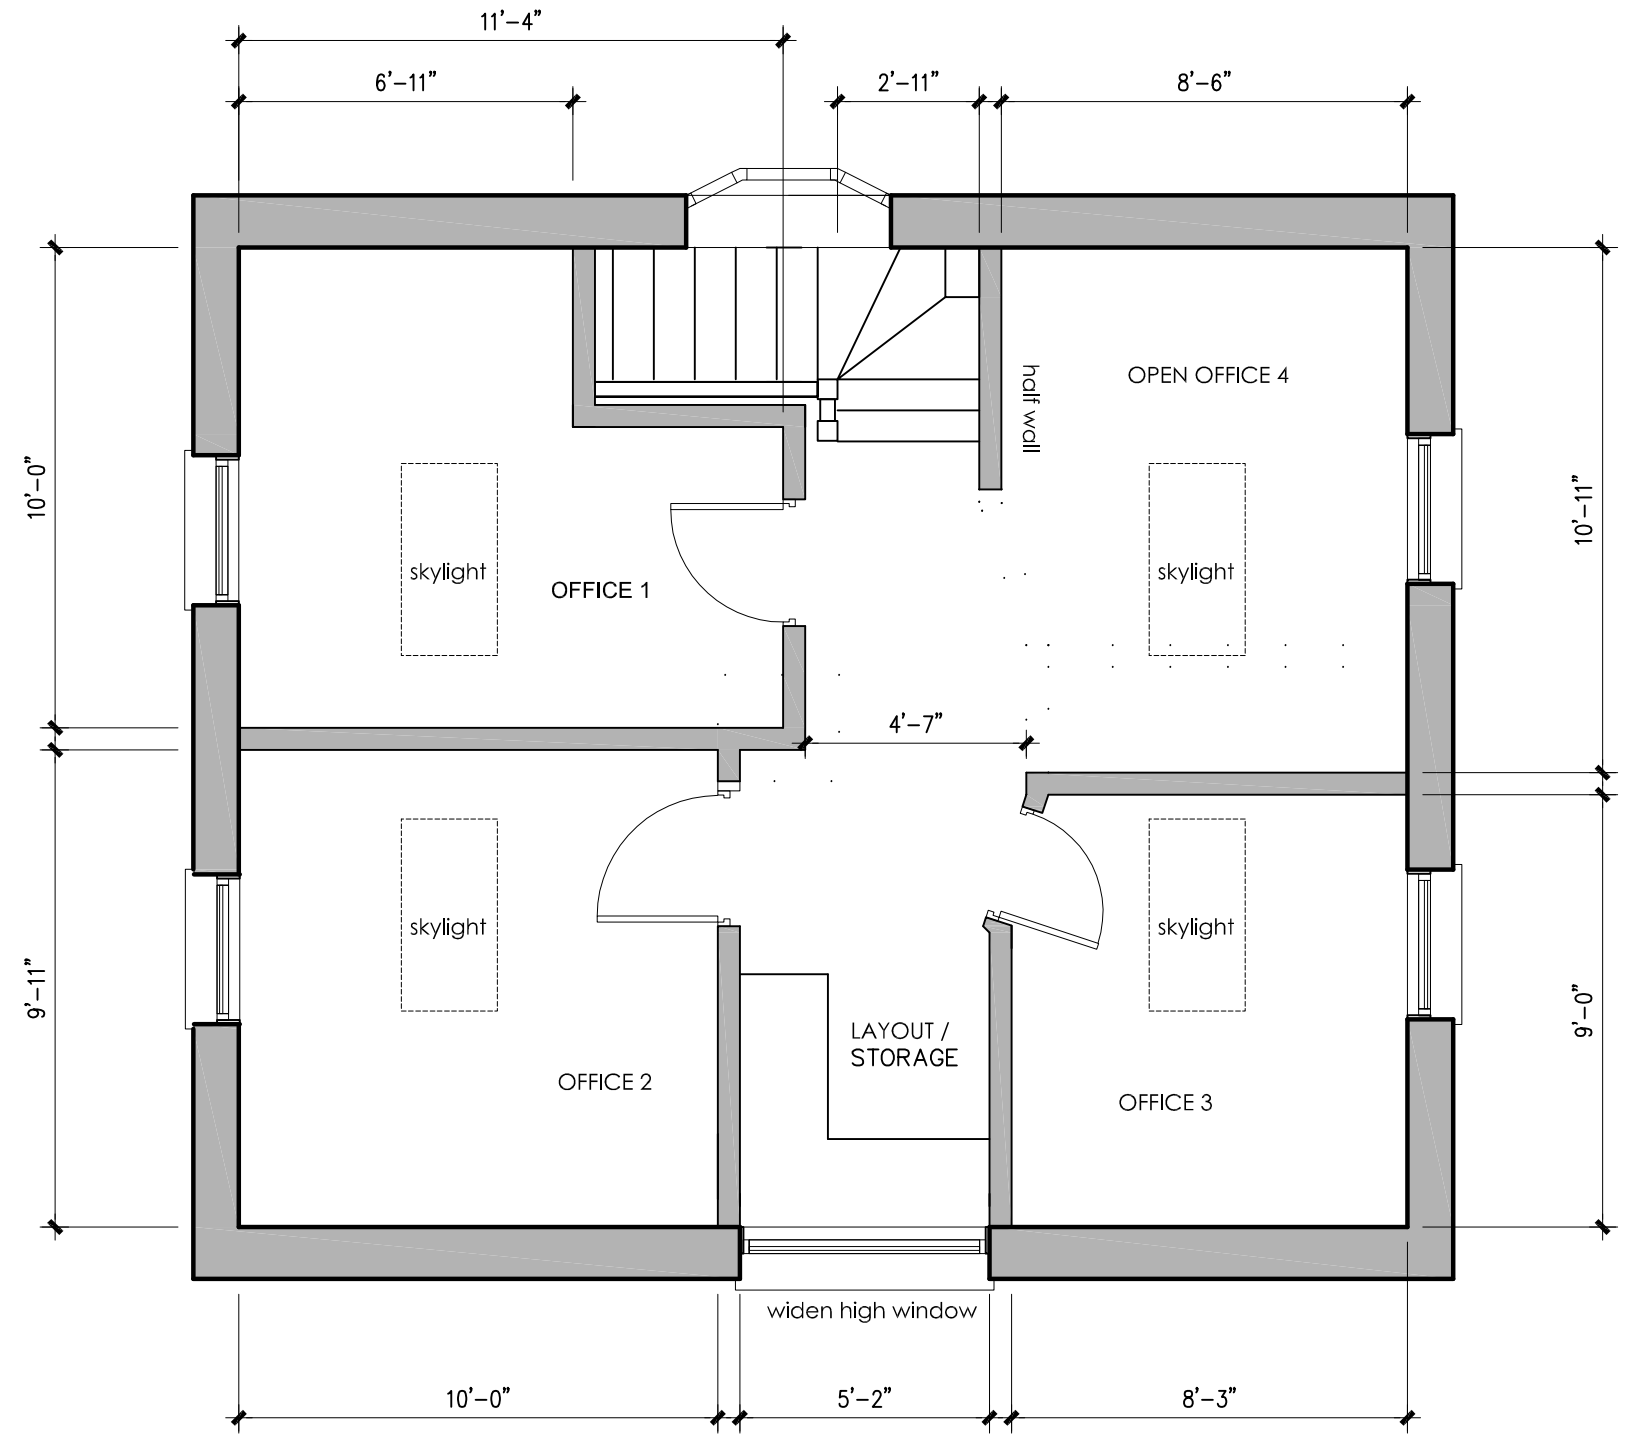 11'-4"
6'-11"
2'-11"
8'-6"
OPEN OFFICE 4
half wall
10'-0"
10'-11"
skylight
skylight
OFFICE 1
4'-7"
skylight
skylight
9'-11"
9'-0"
LAYOUT /
STORAGE
OFFICE 2
OFFICE 3
widen high window
10'-0"
5'-2"
8'-3"